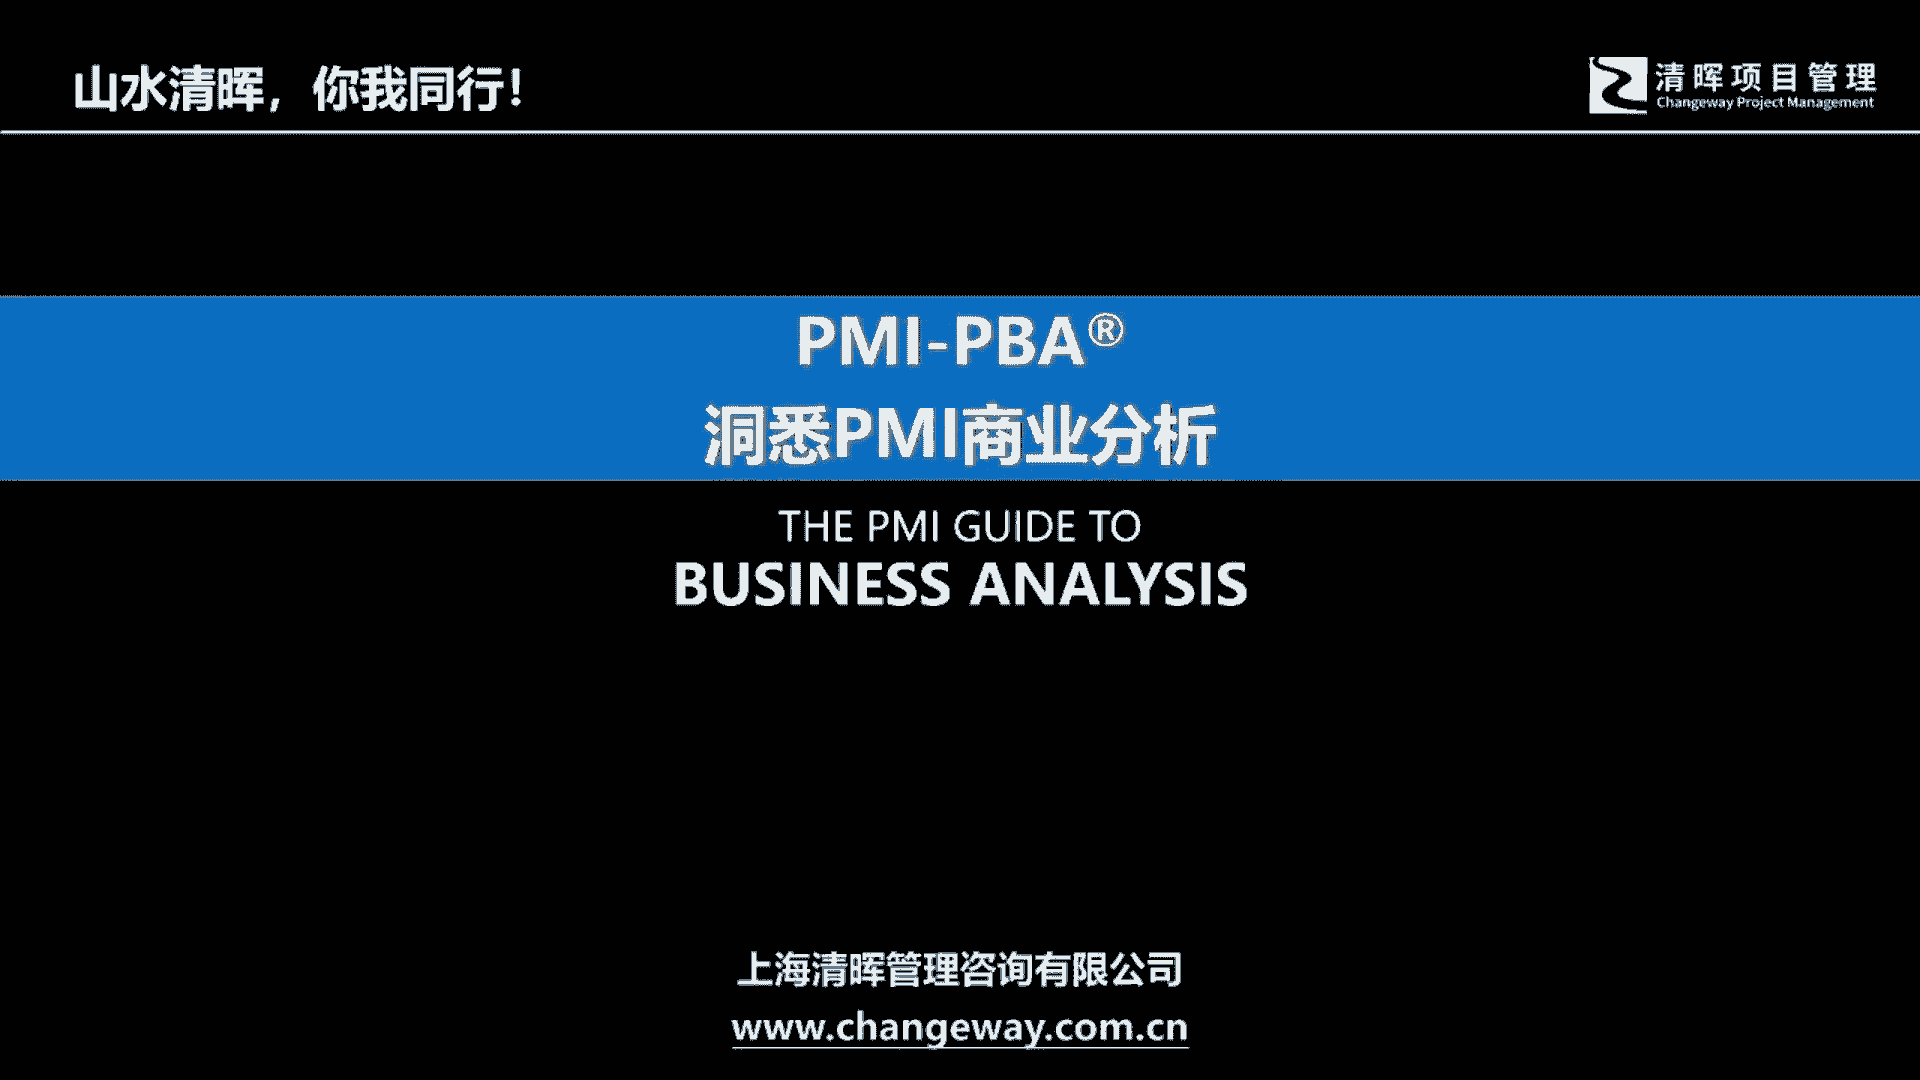 山水清晖，你我同行！
清晖项目管理
Changeway Project Management
PMI-PBA®
洞悉PMI商业分析
THE PMI GUIDE TO
BUSINESS ANALYSIS
上海清晖管理咨询有限公司
www.changeway.com.cn